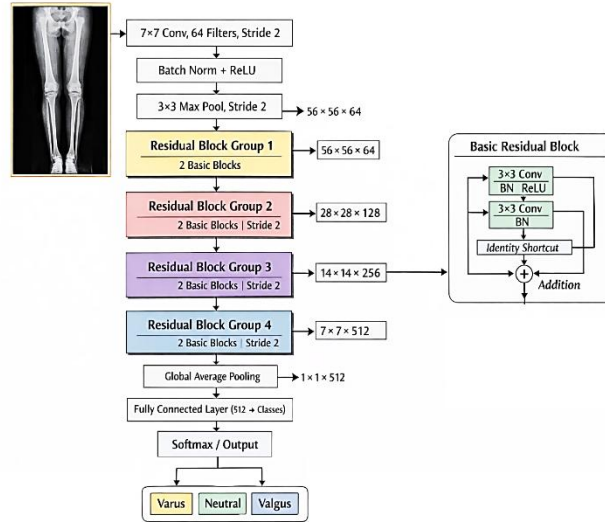 7×7 Conv, 64 Filters, Stride 2
Batch Norm + ReLU
3×3 Max Pool, Stride 2
56×56×64
Residual Block Group 1
2 Basic Blocks
56×56×64
Residual Block Group 2
2 Basic Blocks | Stride 2
28×28×128
Residual Block Group 3
2 Basic Blocks | Stride 2
14×14×256
Residual Block Group 4
2 Basic Blocks | Stride 2
7×7×512
Global Average Pooling
1×1×512
Fully Connected Layer (512 → Classes)
Softmax / Output
Varus
Neutral
Valgus
Basic Residual Block
3×3 Conv
BN ReLU
3×3 Conv
BN
Identity Shortcut
+
Addition